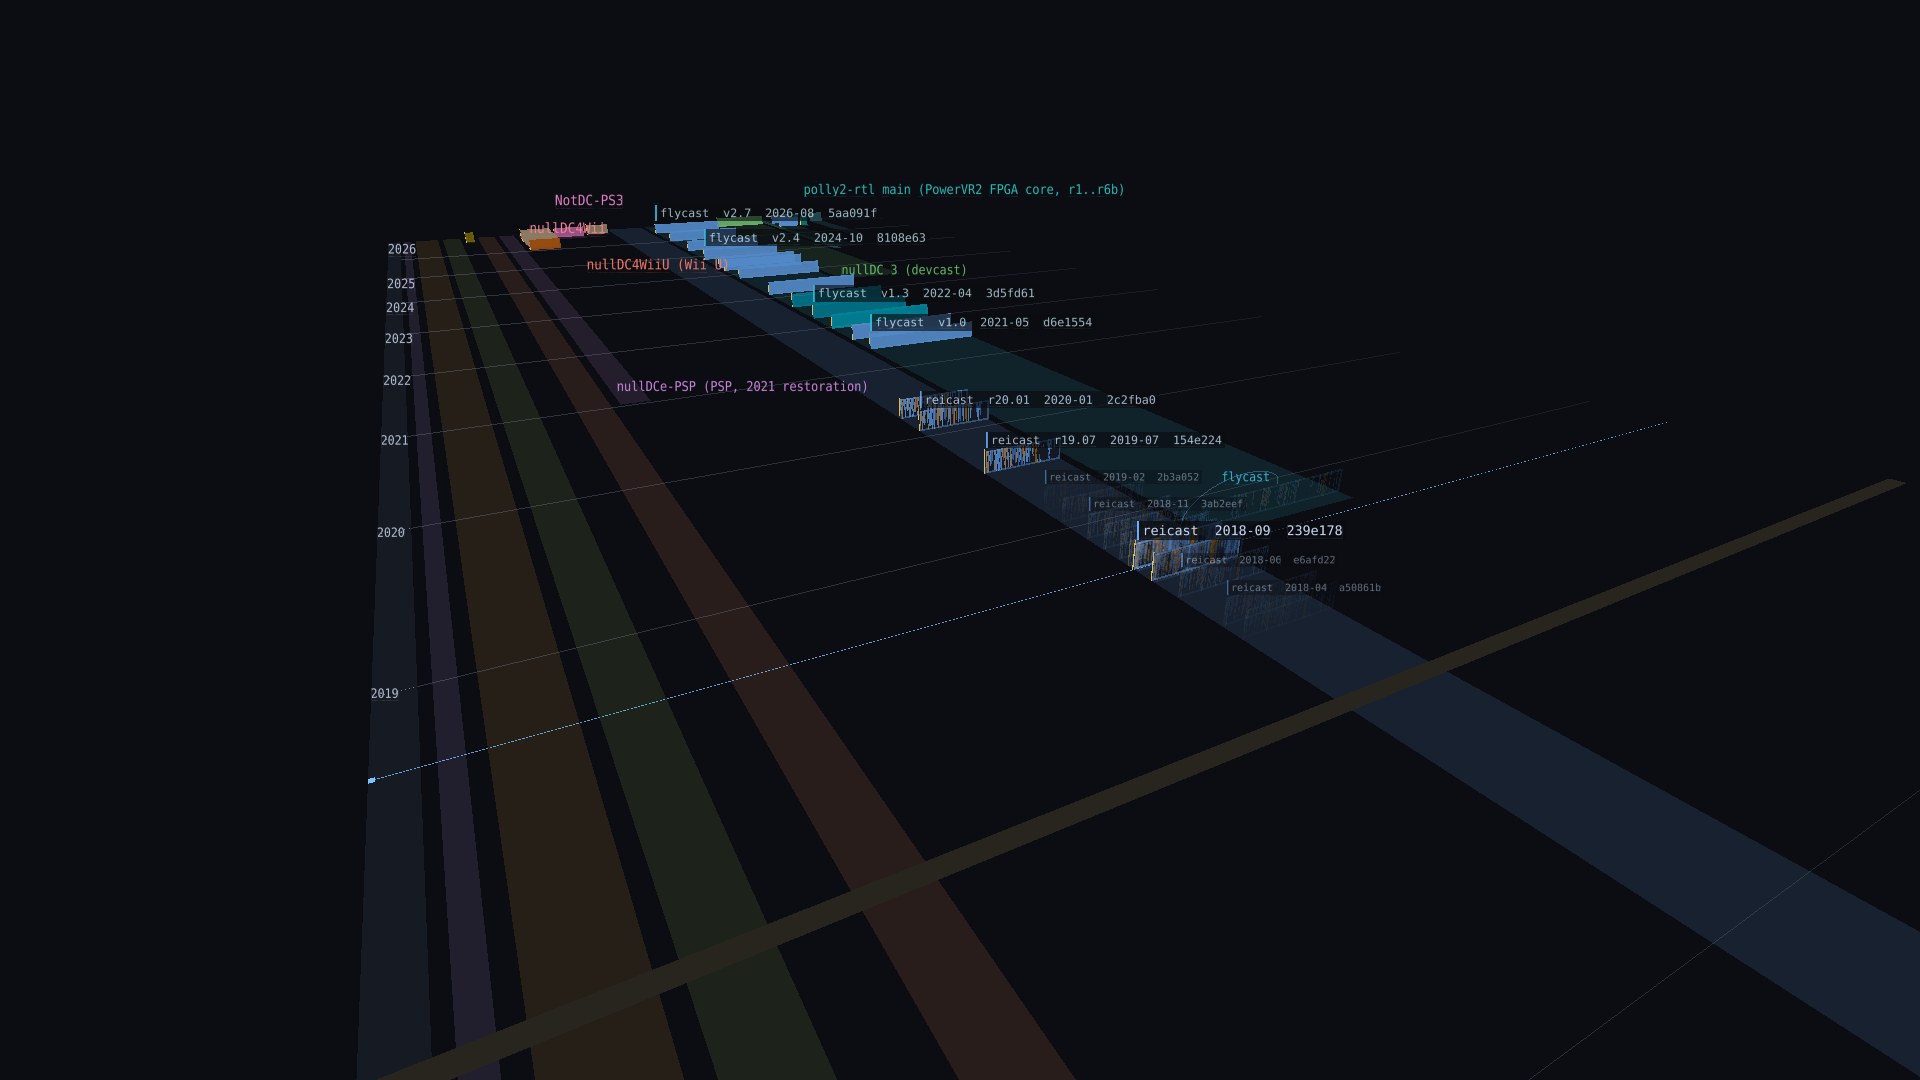 polly2-rtl main (PowerVR2 FPGA core, r1..r6b)
NotDC-PS3
flycast v2.7 2026-08 5aa091f
nullDC4Wii
flycast v2.4 2024-10 8108e63
2026
nullDC4WiiU (Wii U)
nullDC 3 (devcast)
2025
flycast v1.3 2022-04 3d5fd61
2024
flycast v1.0 2021-05 d6e1554
2023
2022
nullDCe-PSP (PSP, 2021 restoration)
reicast r20.01 2020-01 2c2fba0
2021
reicast r19.07 2019-07 154e224
reicast 2019-02 2b3a052
flycast
reicast 2018-11 3ab2eef
2020
reicast 2018-09 239e178
reicast 2018-06 e6afd22
reicast 2018-04 a50861b
2019